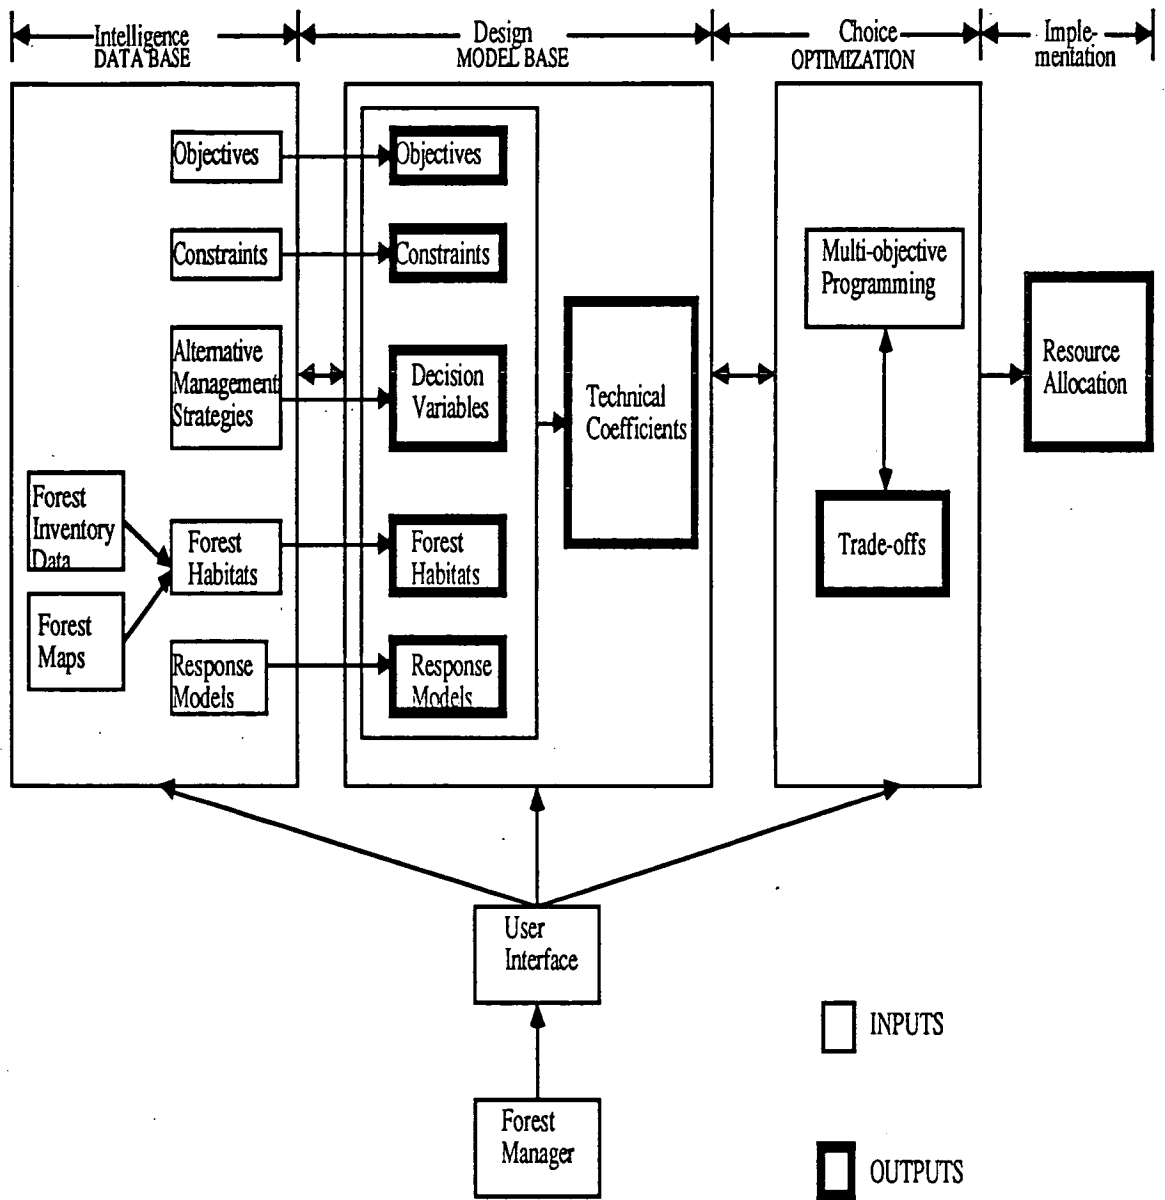 Intelligence
DATA BASE
Design
MODEL BASE
Choice
OPTIMIZATION
Imple-
mentation
Objectives
Constraints
Alternative
Management
Strategies
Forest
Inventory
Data
Forest
Habitats
Forest
Maps
Response
Models
Objectives
Constraints
Decision
Variables
Forest
Habitats
Response
Models
Technical
Coefficients
Multi-objective
Programming
Trade-offs
Resource
Allocation
User
Interface
Forest
Manager
INPUTS
OUTPUTS